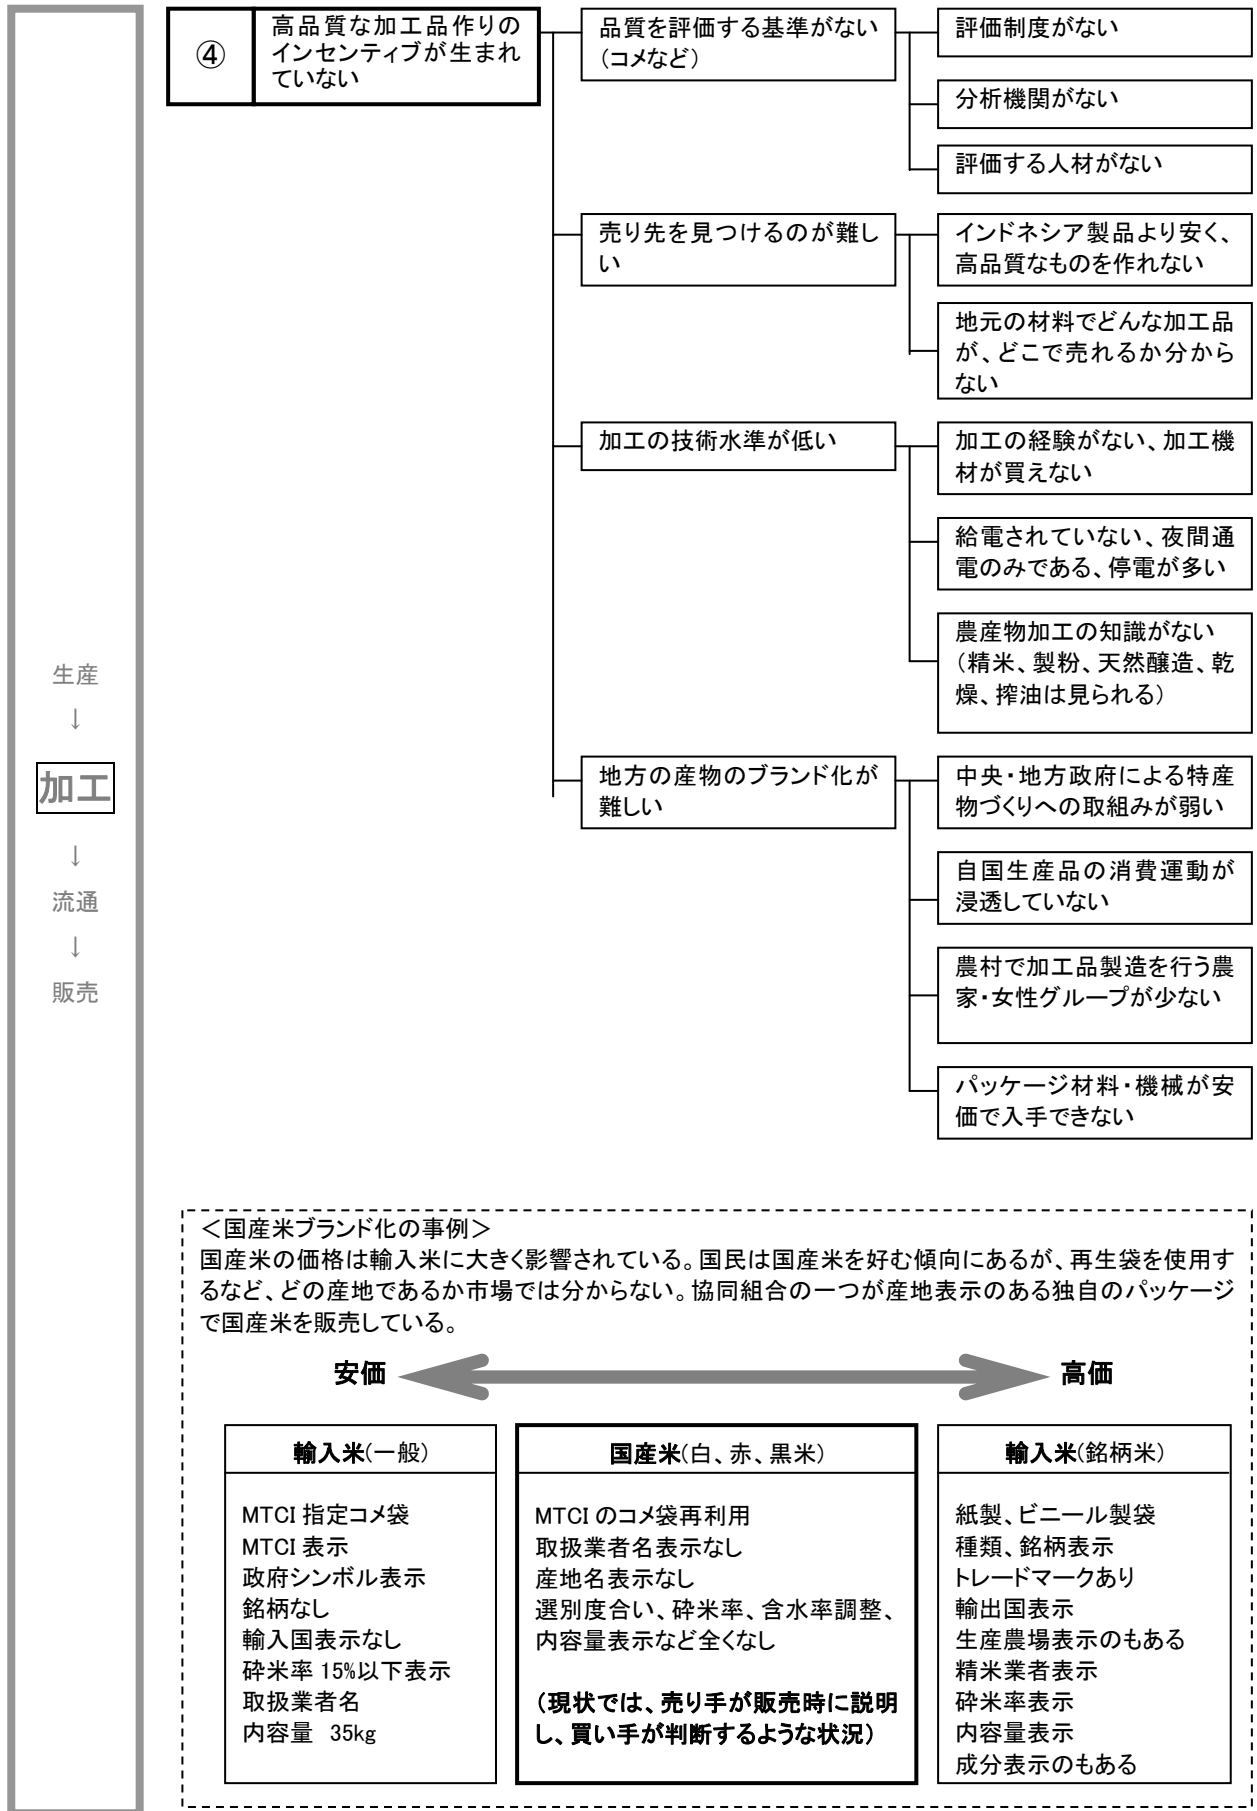 ④
高品質な加工品作りの
インセンティブが生まれ
ていない
品質を評価する基準がない
（コメなど）
評価制度がない
分析機関がない
評価する人材がない
売り先を見つけるのが難し
い
インドネシア製品より安く、
高品質なものを作れない
地元の材料でどんな加工品
が、どこで売れるか分から
ない
加工の技術水準が低い
加工の経験がない、加工機
材が買えない
給電されていない、夜間通
電のみである、停電が多い
農産物加工の知識がない
（精米、製粉、天然醸造、乾
燥、搾油は見られる）
地方の産物のブランド化が
難しい
中央・地方政府による特産
物づくりへの取組みが弱い
自国生産品の消費運動が
浸透していない
農村で加工品製造を行う農
家・女性グループが少ない
パッケージ材料・機械が安
価で入手できない
生産
↓
加工
↓
流通
↓
販売
＜国産米ブランド化の事例＞
国産米の価格は輸入米に大きく影響されている。国民は国産米を好む傾向にあるが、再生袋を使用す
るなど、どの産地であるか市場では分からない。協同組合の一つが産地表示のある独自のパッケージ
で国産米を販売している。
安価
高価
輸入米(一般)
MTCI 指定コメ袋
MTCI 表示
政府シンボル表示
銘柄なし
輸入国表示なし
砕米率 15%以下表示
取扱業者名
内容量 35kg
国産米(白、赤、黒米)
MTCI のコメ袋再利用
取扱業者名表示なし
産地名表示なし
選別度合い、砕米率、含水率調整、
内容量表示など全くなし
（現状では、売り手が販売時に説明
し、買い手が判断するような状況）
輸入米(銘柄米)
紙製、ビニール製袋
種類、銘柄表示
トレードマークあり
輸出国表示
生産農場表示のもある
精米業者表示
砕米率表示
内容量表示
成分表示のもある